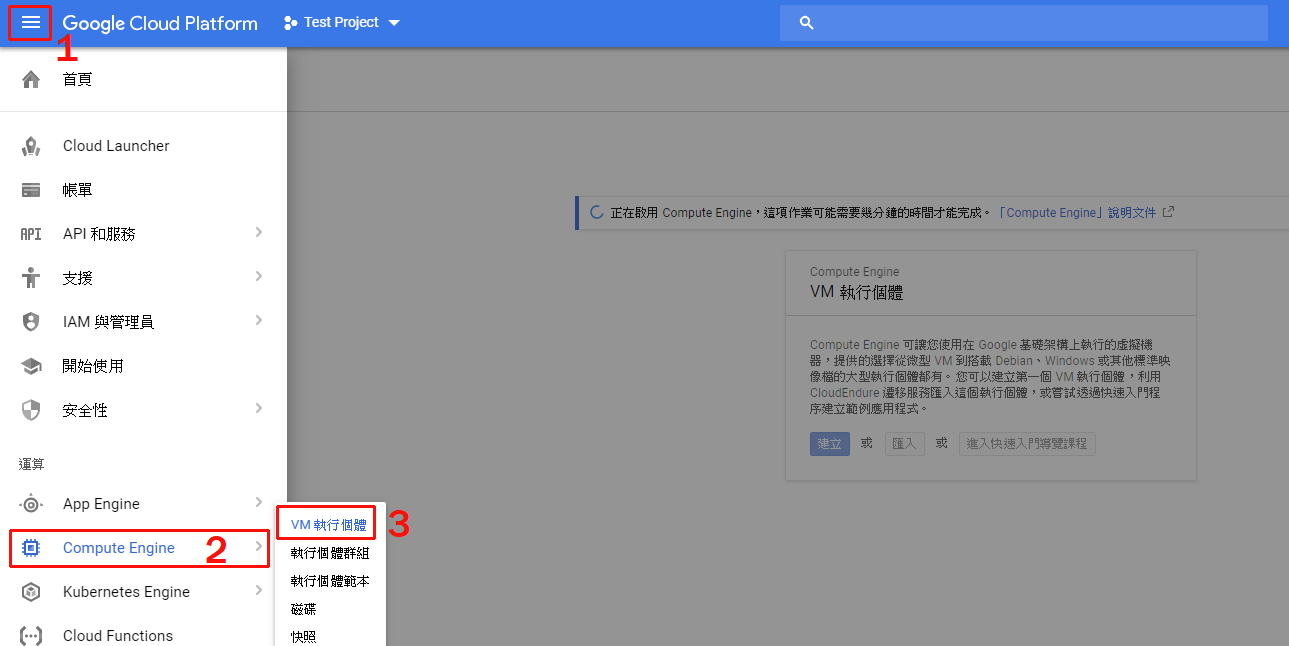 Google Cloud Platform
Test Project
1
首頁
Cloud Launcher
帳單
API API 和服務
支援
IAM 與管理員
開始使用
安全性
運算
App Engine
Compute Engine 2
Kubernetes Engine
Cloud Functions
VM 執行個體 3
執行個體群組
執行個體範本
磁碟
快照
正在啟用 Compute Engine，這項作業可能需要幾分鐘的時間才能完成。「Compute Engine」說明文件
Compute Engine
VM 執行個體
Compute Engine 可讓您使用在 Google 基礎架構上執行的虛擬機
器，提供的選擇從微型 VM 到搭載 Debian、Windows 或其他標準映
像檔的大型執行個體都有。您可以建立第一個 VM 執行個體，利用
CloudEndure 遷移服務匯入這個執行個體，或嘗試透過快速入門程
序建立範例應用程式。
建立 或 匯入 或 進入快速入門導覽課程